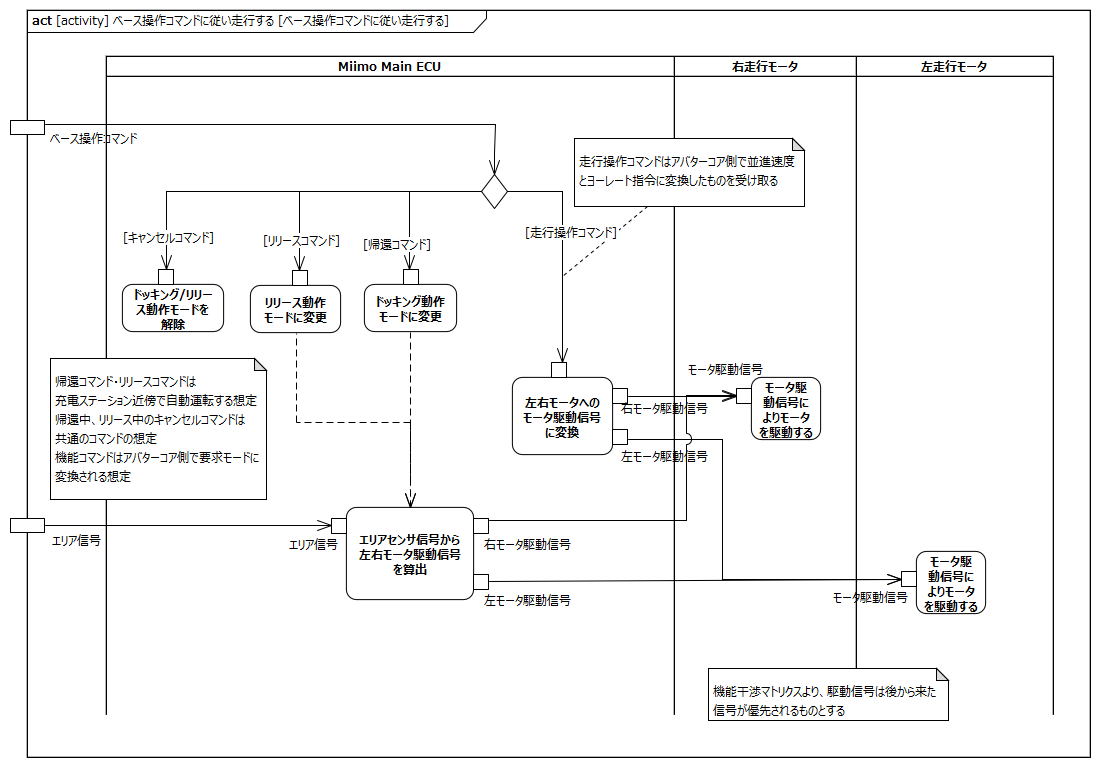 act [activity] ベース操作コマンドに従い走行する [ベース操作コマンドに従い走行する]
Miimo Main ECU
右走行モータ
左走行モータ
ベース操作コマンド
走行操作コマンドはアバターコア側で並進速度
とヨーレート指令に変換したものを受け取る
[キャンセルコマンド]
[リリースコマンド]
[帰還コマンド]
[走行操作コマンド]
ドッキング/リリー
ス動作モードを
解除
リリース動作
モードに変更
ドッキング動作
モードに変更
帰還コマンド・リリースコマンドは
充電ステーション近傍で自動運転する想定
帰還中、リリース中のキャンセルコマンドは
共通のコマンドの想定
機能コマンドはアバターコア側で要求モードに
変換される想定
左右モータへの
モータ駆動信号
に変換
右モータ駆動信号
左モータ駆動信号
モータ駆動信号
モータ駆
動信号に
よりモータ
を駆動する
エリア信号
エリア信号
エリアセンサ信号から
左右モータ駆動信号
を算出
右モータ駆動信号
左モータ駆動信号
モータ駆動信号
モータ駆
動信号に
よりモータ
を駆動する
機能干渉マトリクスより、駆動信号は後から来た
信号が優先されるものとする